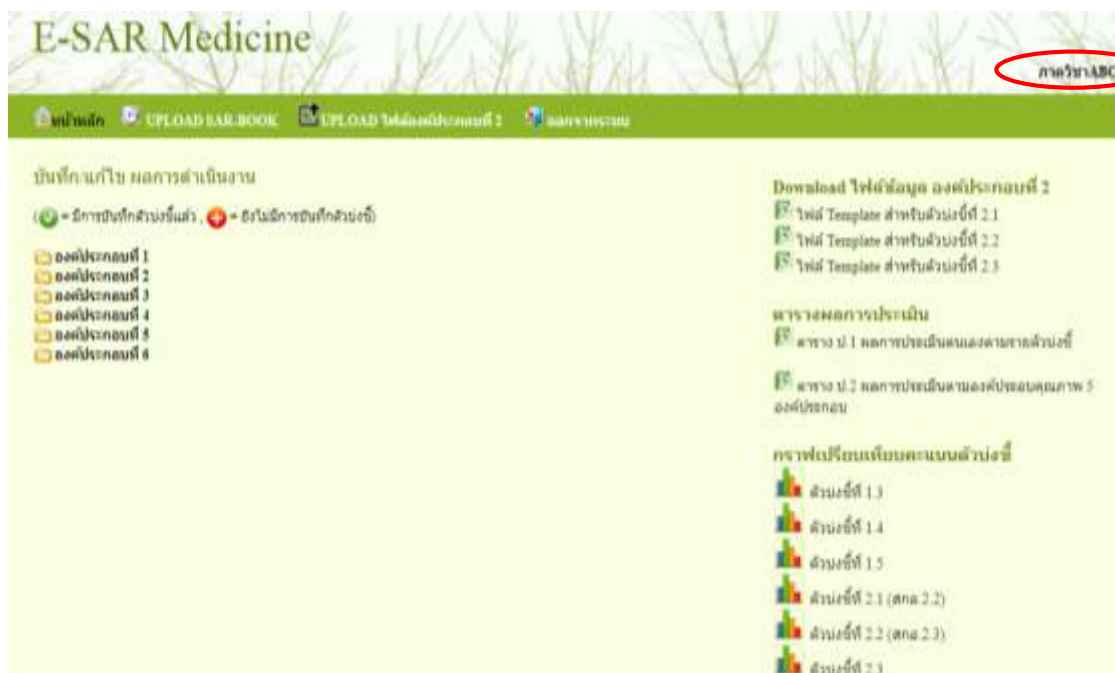 E-SAR Medicine
ภาควิชา ABC
หน้าหลัก UPLOAD SAR-BOOK UPLOAD ไฟล์องค์ประกอบที่ 2 ออกจากระบบ
บันทึก/แก้ไข ผลการดำเนินงาน
( = มีการบันทึกตัวบ่งชี้แล้ว , = ยังไม่มีการบันทึกตัวบ่งชี้)
องค์ประกอบที่ 1
องค์ประกอบที่ 2
องค์ประกอบที่ 3
องค์ประกอบที่ 4
องค์ประกอบที่ 5
องค์ประกอบที่ 6
Download ไฟล์ข้อมูล องค์ประกอบที่ 2
ไฟล์ Template สำหรับตัวบ่งชี้ที่ 2.1
ไฟล์ Template สำหรับตัวบ่งชี้ที่ 2.2
ไฟล์ Template สำหรับตัวบ่งชี้ที่ 2.3
ตารางผลการประเมิน
ตาราง ป.1 ผลการประเมินตนเองตามรายตัวบ่งชี้
ตาราง ป.2 ผลการประเมินตามองค์ประกอบคุณภาพ 5
องค์ประกอบ
กราฟเปรียบเทียบคะแนนตัวบ่งชี้
ตัวบ่งชี้ที่ 1.3
ตัวบ่งชี้ที่ 1.4
ตัวบ่งชี้ที่ 1.5
ตัวบ่งชี้ที่ 2.1 (สกอ.2.2)
ตัวบ่งชี้ที่ 2.2 (สกอ.2.3)
ตัวบ่งชี้ที่ 2.3